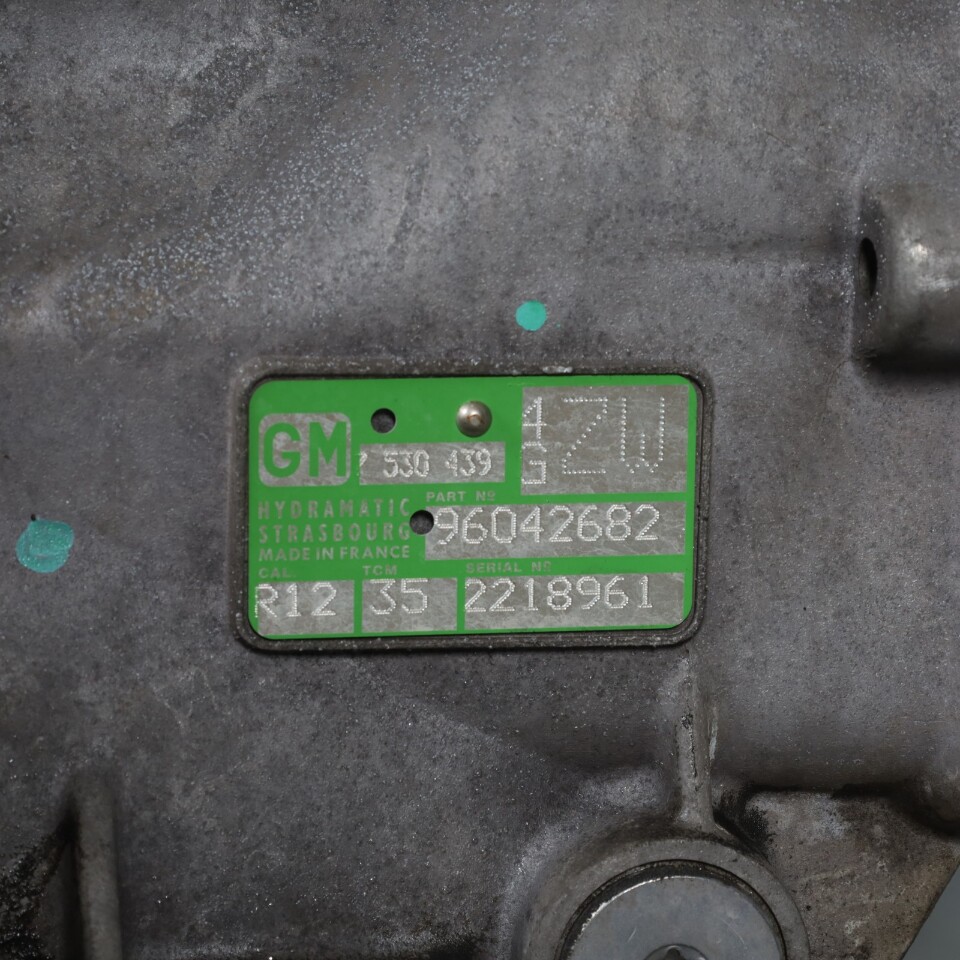 GM
7 530 439
4
G
ZW
HYDRAMATIC
STRASBOURG
MADE IN FRANCE
PART Nº
96042682
CAL.
R12
TCM
35
SERIAL Nº
2218961